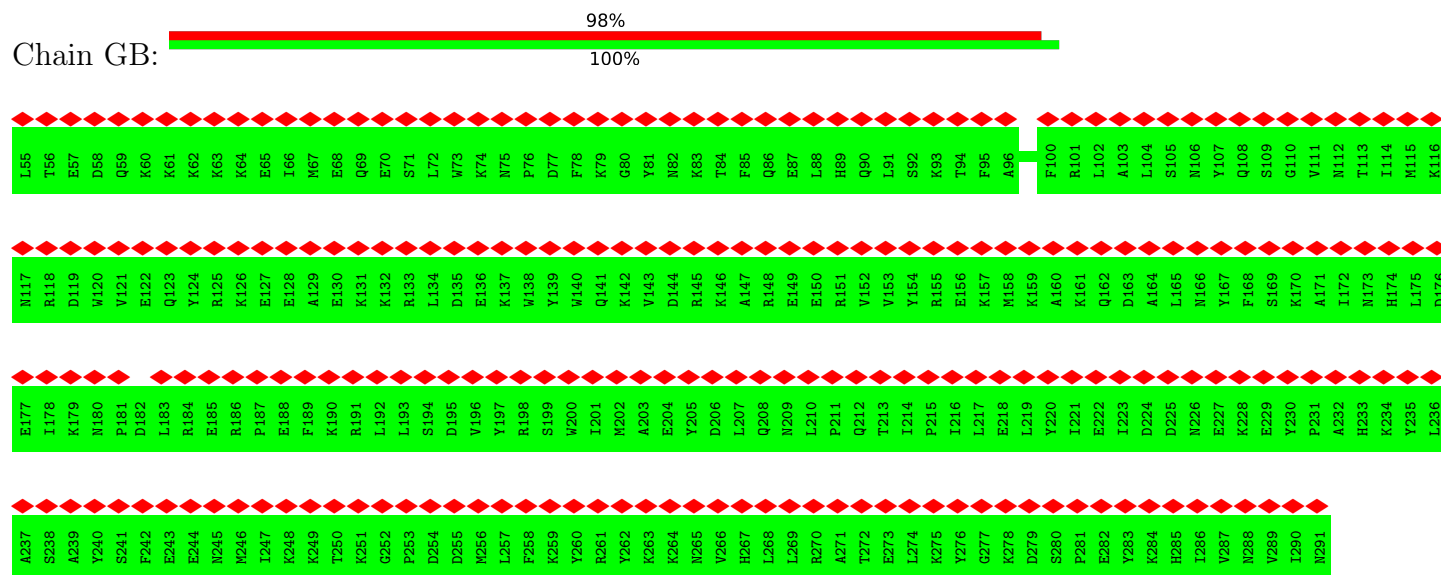 98%
Chain GB:
100%
L55 T56 E57 D58 Q59 K60 K61 K62 K63 K64 E65 I66 M67 E68 Q69 E70 S71 L72 W73 K74 N75 P76 D77 F78 K79 G80 Y81 N82 K83 T84 F85 Q86 E87 L88 H89 Q90 L91 S92 K93 T94 F95 A96 F100 R101 L102 A103 L104 S105 N106 Y107 Q108 S109 G110 V111 N112 T113 I114 M115 K116
N117 R118 D119 W120 V121 E122 Q123 Y124 R125 K126 E127 E128 A129 E130 K131 K132 R133 L134 D135 E136 K137 W138 Y139 W140 Q141 K142 V143 D144 R145 K146 A147 R148 E149 E150 R151 V152 V153 Y154 R155 E156 K157 M158 K159 A160 K161 Q162 D163 A164 L165 N166 Y167 F168 S169 K170 A171 I172 N173 H174 L175 D176
E177 I178 K179 N180 P181 D182 L183 R184 E185 R186 P187 E188 F189 K190 R191 L192 L193 S194 D195 V196 Y197 R198 S199 W200 I201 M202 A203 E204 Y205 D206 L207 Q208 N209 L210 P211 Q212 T213 I214 P215 I216 L217 E218 L219 Y220 I221 E222 I223 D224 D225 N226 E227 K228 E229 Y230 P231 A232 H233 K234 Y235 L236
A237 S238 A239 Y240 S241 F242 E243 E244 N245 M246 I247 K248 K249 T250 K251 G252 P253 D254 D255 M256 L257 F258 K259 Y260 R261 Y262 K263 K264 N265 V266 H267 L268 L269 R270 A271 T272 E273 L274 K275 Y276 G277 K278 D279 S280 P281 E282 Y283 K284 H285 I286 V287 N288 V289 I290 N291